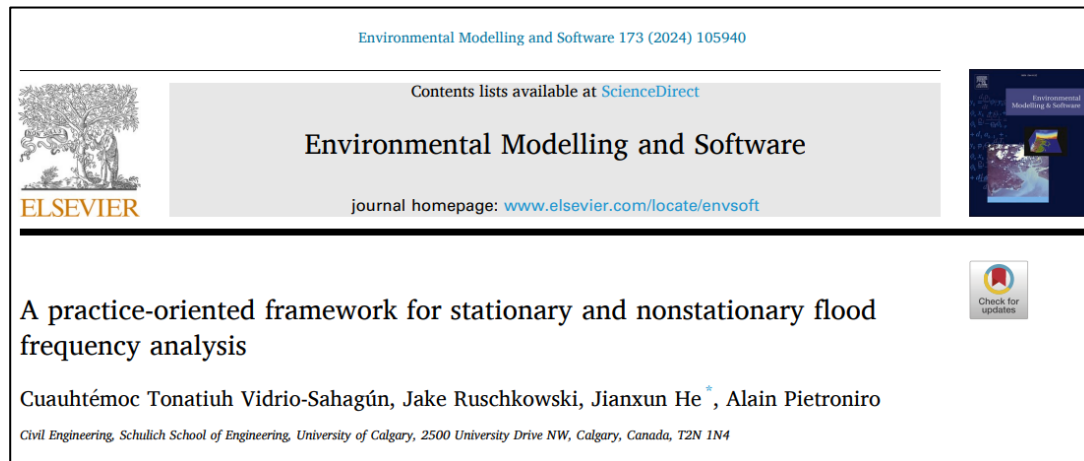 Environmental Modelling and Software 173 (2024) 105940
Contents lists available at ScienceDirect
Environmental Modelling and Software
journal homepage: www.elsevier.com/locate/envsoft
ELSEVIER
Environmental
Modelling & Software
Check for
updates
A practice-oriented framework for stationary and nonstationary flood
frequency analysis
Cuauhtémoc Tonatiuh Vidrio-Sahagún, Jake Ruschkowski, Jianxun He *, Alain Pietroniro
Civil Engineering, Schulich School of Engineering, University of Calgary, 2500 University Drive NW, Calgary, Canada, T2N 1N4